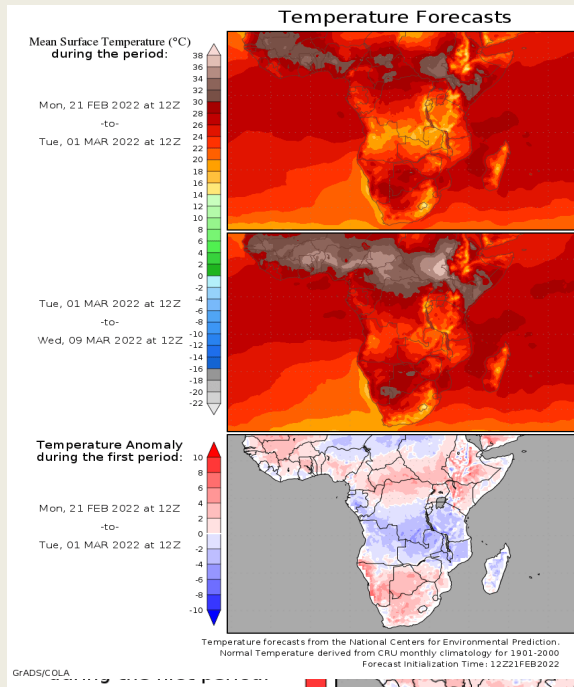 Temperature Forecasts
Mean Surface Temperature (°C)
during the period:
Mon, 21 FEB 2022 at 12Z
-to-
Tue, 01 MAR 2022 at 12Z
38
36
34
32
30
28
26
24
22
20
18
16
14
12
10
8
6
4
2
0
-2
-4
-6
-8
-10
-12
-14
-16
-18
-20
-22
Tue, 01 MAR 2022 at 12Z
-to-
Wed, 09 MAR 2022 at 12Z
Temperature Anomaly
during the first period:
Mon, 21 FEB 2022 at 12Z
-to-
Tue, 01 MAR 2022 at 12Z
10
8
6
4
2
0
-2
-4
-6
-8
-10
Temperature forecasts from the National Centers for Environmental Prediction.
Normal Temperature derived from CRU monthly climatology for 1901-2000
Forecast Initialization Time: 12Z21FEB2022
GrADS/COLA
during the first period: